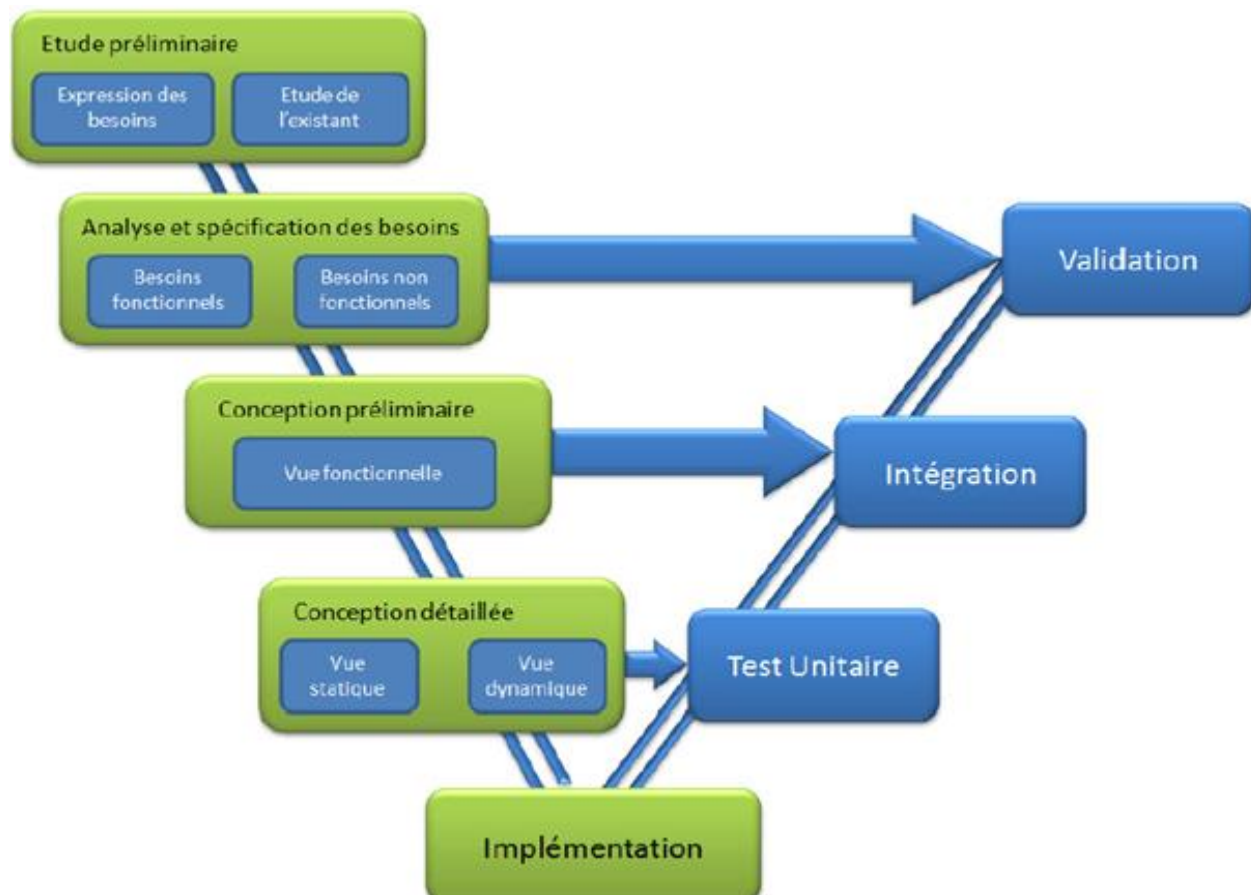 Etude préliminaire
Expression des
besoins
Etude de
l'existant
Analyse et spécification des besoins
Besoins
fonctionnels
Besoins non
fonctionnels
Validation
Conception préliminaire
Vue fonctionnelle
Intégration
Conception détaillée
Vue
statique
Vue
dynamique
Test Unitaire
Implémentation